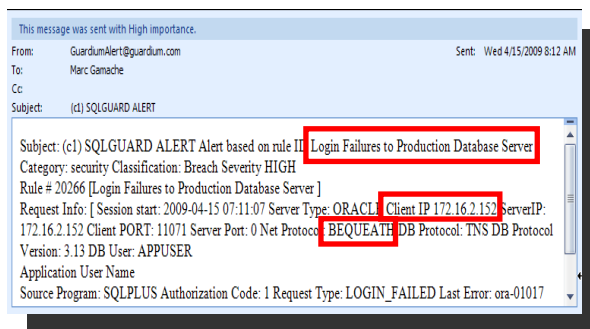 This message was sent with High importance.
From: GuardiumAlert@guardium.com Sent: Wed 4/15/2009 8:12 AM
To: Marc Gamache
Cc:
Subject: (c1) SQLGUARD ALERT
Subject: (c1) SQLGUARD ALERT Alert based on rule ID Login Failures to Production Database Server
Category: security Classification: Breach Severity HIGH
Rule # 20266 [Login Failures to Production Database Server ]
Request Info: [ Session start: 2009-04-15 07:11:07 Server Type: ORACLE Client IP 172.16.2.152 ServerIP:
172.16.2.152 Client PORT: 11071 Server Port: 0 Net Protocol: BEQUEATH DB Protocol: TNS DB Protocol
Version: 3.13 DB User: APPUSER
Application User Name
Source Program: SQLPLUS Authorization Code: 1 Request Type: LOGIN_FAILED Last Error: ora-01017